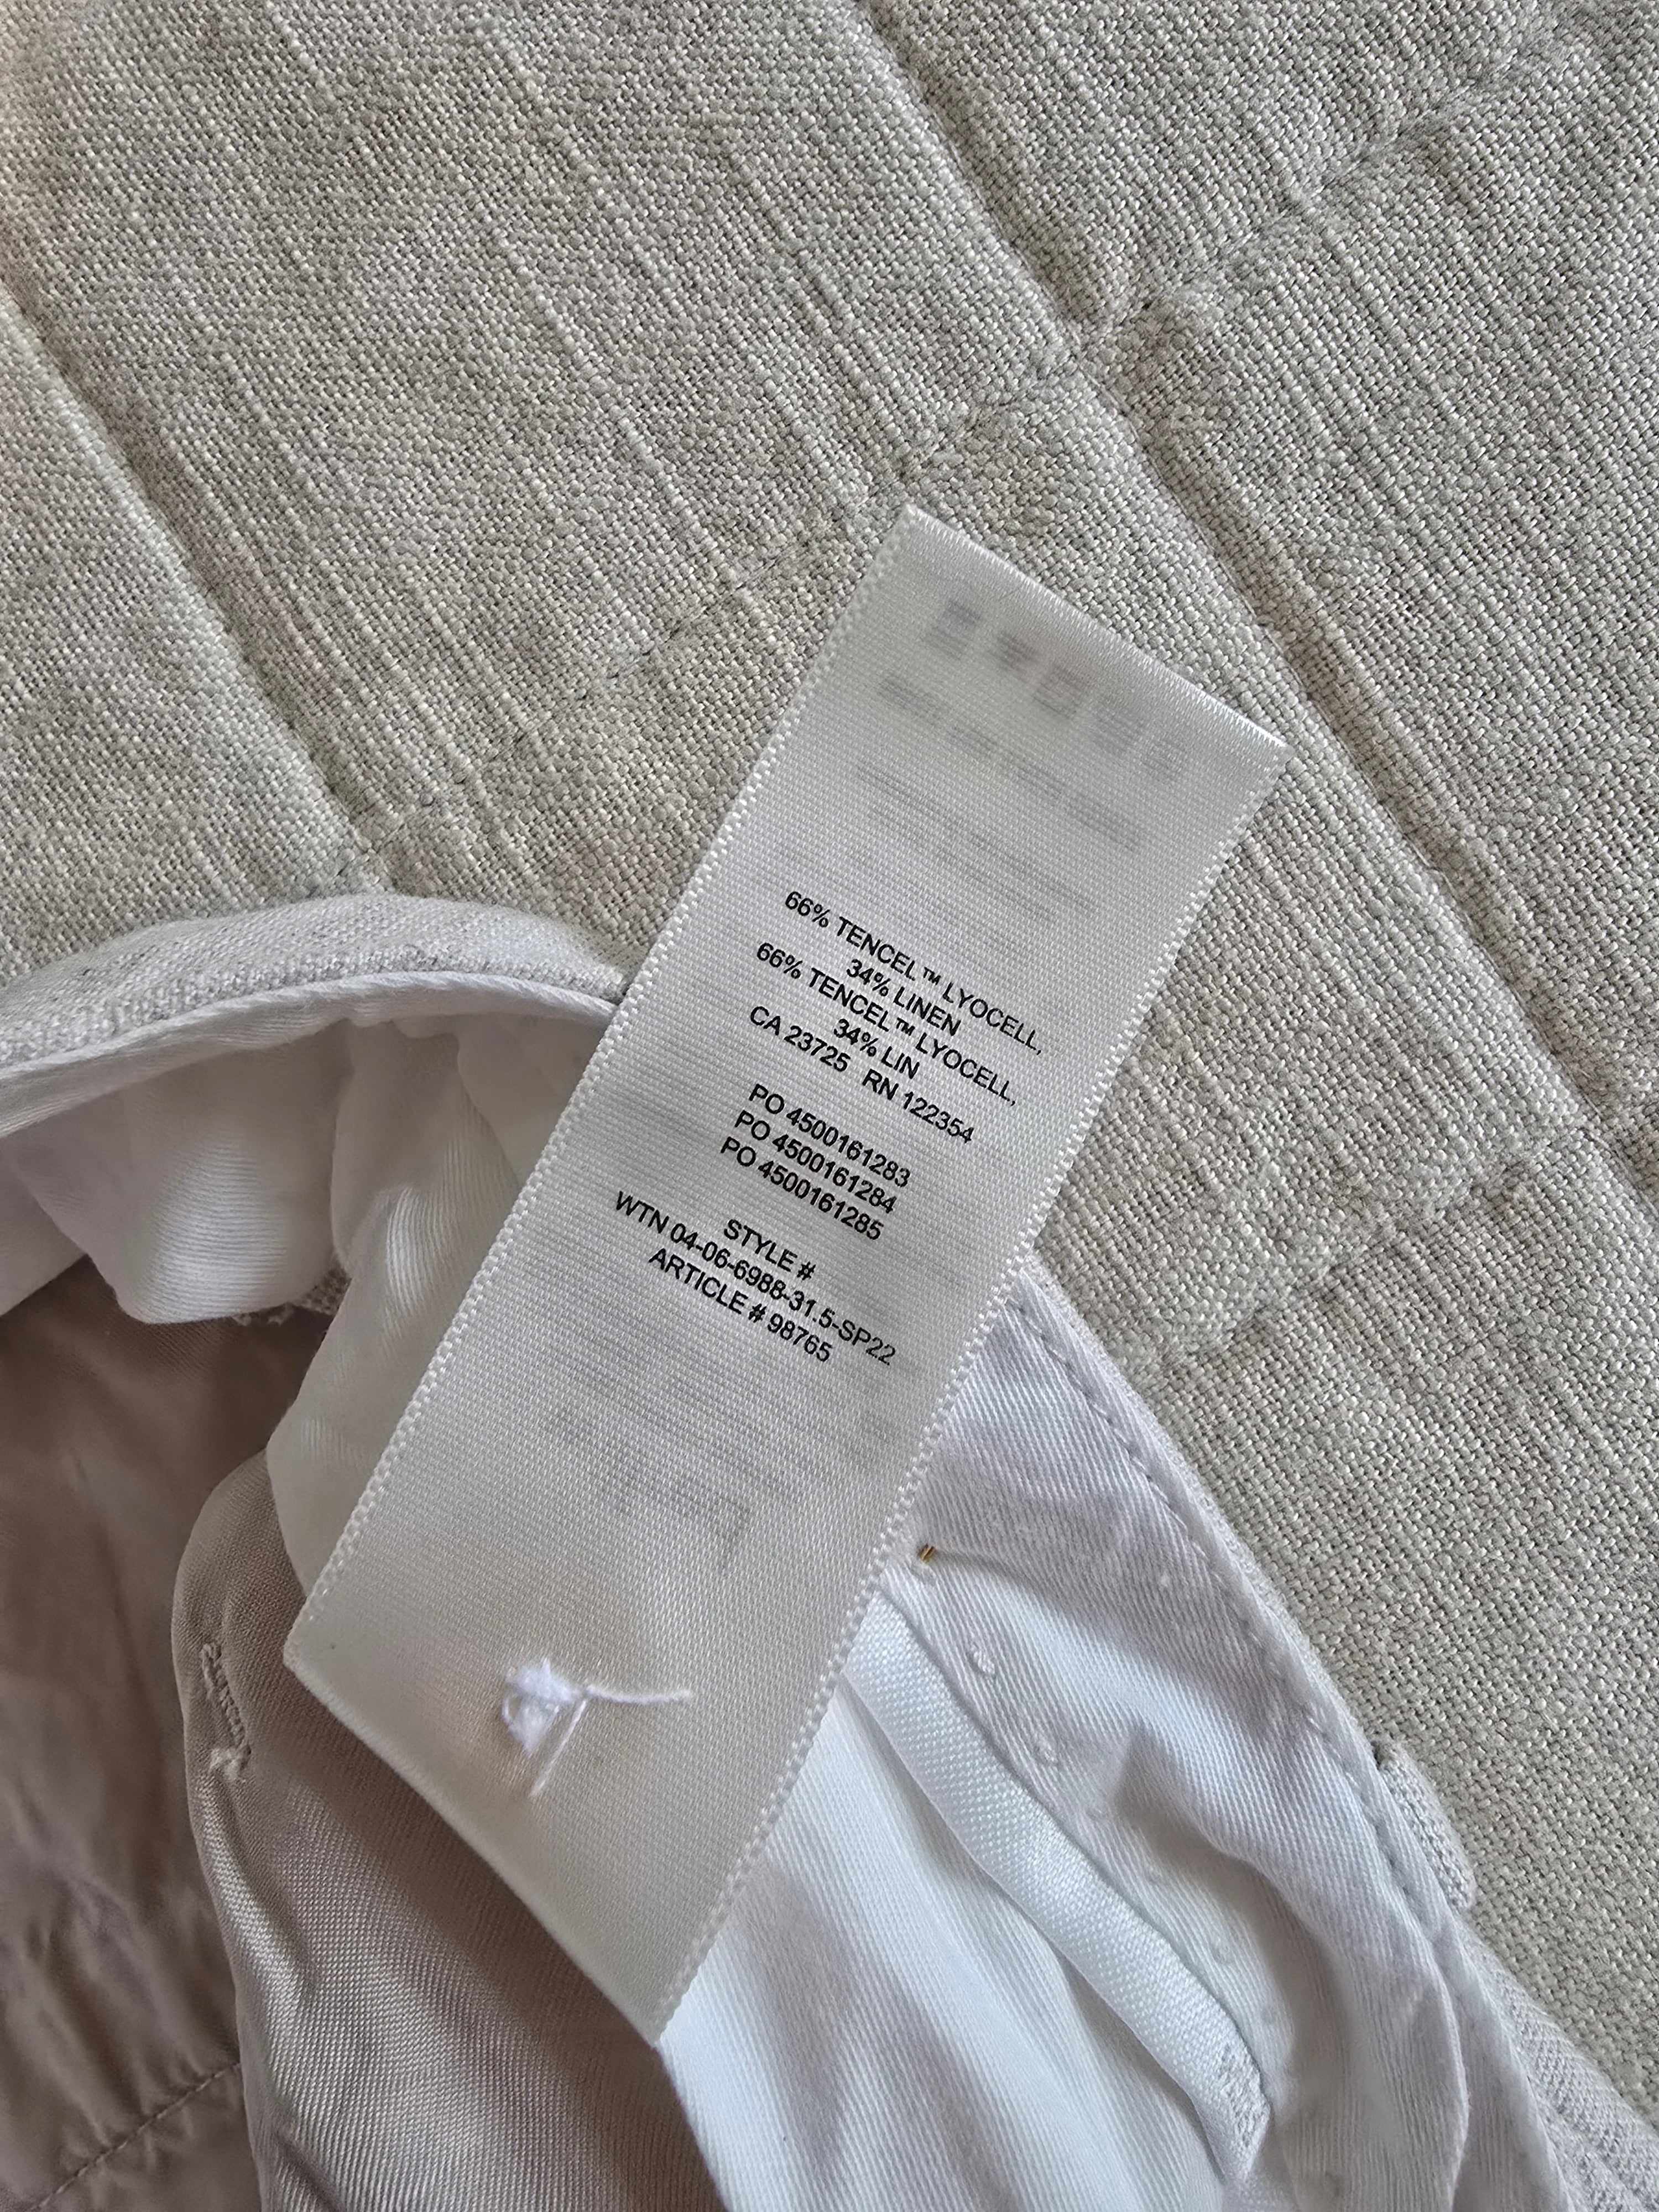 66% TENCEL™ LYOCELL,
34% LINEN
66% TENCEL™ LYOCELL,
34% LIN
CA 23725 RN 122354
PO 4500161283
PO 4500161284
PO 4500161285
STYLE #
WTN 04-06-6988-31.5-SP22
ARTICLE # 98765